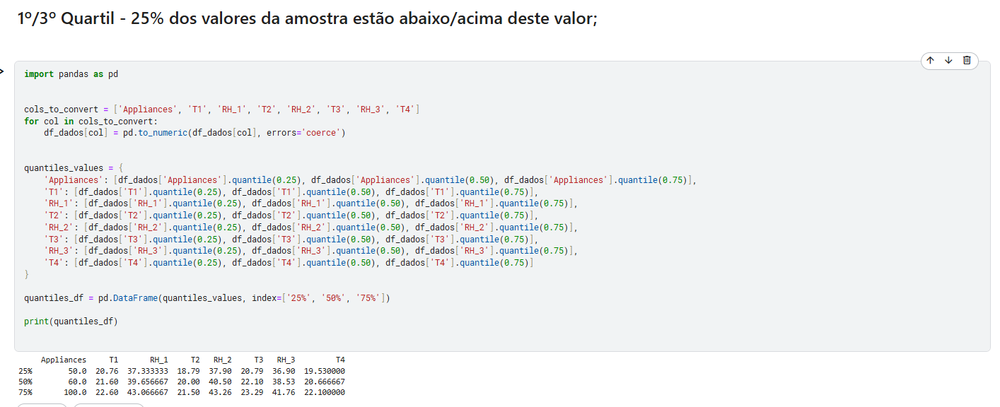 1º/3º Quartil - 25% dos valores da amostra estão abaixo/acima deste valor;
import pandas as pd
cols_to_convert = ['Appliances', 'T1', 'RH_1', 'T2', 'RH_2', 'T3', 'RH_3', 'T4']
for col in cols_to_convert:
    df_dados[col] = pd.to_numeric(df_dados[col], errors='coerce')
quantiles_values = {
    'Appliances': [df_dados['Appliances'].quantile(0.25), df_dados['Appliances'].quantile(0.50), df_dados['Appliances'].quantile(0.75)],
    'T1': [df_dados['T1'].quantile(0.25), df_dados['T1'].quantile(0.50), df_dados['T1'].quantile(0.75)],
    'RH_1': [df_dados['RH_1'].quantile(0.25), df_dados['RH_1'].quantile(0.50), df_dados['RH_1'].quantile(0.75)],
    'T2': [df_dados['T2'].quantile(0.25), df_dados['T2'].quantile(0.50), df_dados['T2'].quantile(0.75)],
    'RH_2': [df_dados['RH_2'].quantile(0.25), df_dados['RH_2'].quantile(0.50), df_dados['RH_2'].quantile(0.75)],
    'T3': [df_dados['T3'].quantile(0.25), df_dados['T3'].quantile(0.50), df_dados['T3'].quantile(0.75)],
    'RH_3': [df_dados['RH_3'].quantile(0.25), df_dados['RH_3'].quantile(0.50), df_dados['RH_3'].quantile(0.75)],
    'T4': [df_dados['T4'].quantile(0.25), df_dados['T4'].quantile(0.50), df_dados['T4'].quantile(0.75)]
}
quantiles_df = pd.DataFrame(quantiles_values, index=['25%', '50%', '75%'])
print(quantiles_df)
Appliances T1 RH_1 T2 RH_2 T3 RH_3 T4
25% 50.0 20.76 37.333333 18.79 37.90 20.79 36.90 19.530000
50% 60.0 21.60 39.656667 20.00 40.50 22.10 38.53 20.666667
75% 100.0 22.60 43.066667 21.50 43.26 23.29 41.76 22.100000